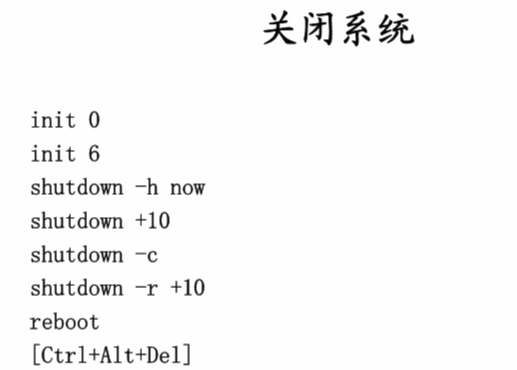 关闭系统
init 0
init 6
shutdown -h now
shutdown +10
shutdown -c
shutdown -r +10
reboot
[Ctrl+Alt+Del]